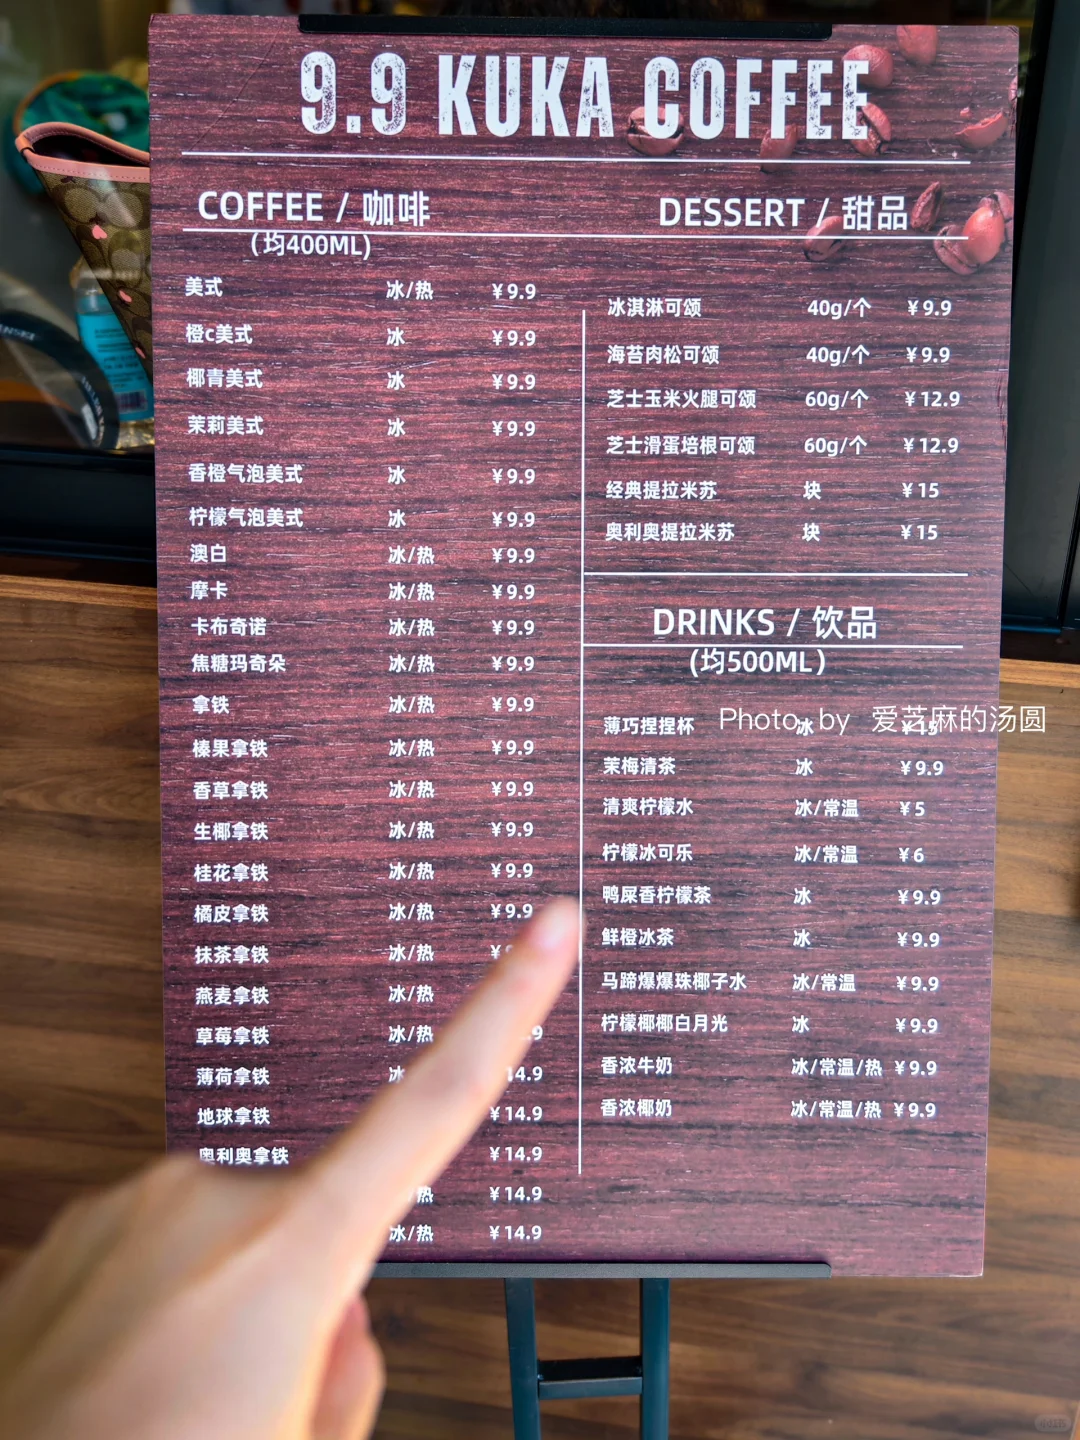 9.9 KUKA COFFEE
COFFEE / 咖啡
(均400ML)
美式 冰/热 ¥9.9
橙c美式 冰 ¥9.9
椰青美式 冰 ¥9.9
茉莉美式 冰 ¥9.9
香橙气泡美式 冰 ¥9.9
柠檬气泡美式 冰 ¥9.9
澳白 冰/热 ¥9.9
摩卡 冰/热 ¥9.9
卡布奇诺 冰/热 ¥9.9
焦糖玛奇朵 冰/热 ¥9.9
拿铁 冰/热 ¥9.9
榛果拿铁 冰/热 ¥9.9
香草拿铁 冰/热 ¥9.9
生椰拿铁 冰/热 ¥9.9
桂花拿铁 冰/热 ¥9.9
橘皮拿铁 冰/热 ¥9.9
抹茶拿铁 冰/热
燕麦拿铁 冰/热
草莓拿铁 冰/热
薄荷拿铁 冰 14.9
地球拿铁 ¥14.9
奥利奥拿铁 ¥14.9
热 ¥14.9
冰/热 ¥14.9
DESSERT / 甜品
冰淇淋可颂 40g/个 ¥9.9
海苔肉松可颂 40g/个 ¥9.9
芝士玉米火腿可颂 60g/个 ¥12.9
芝士滑蛋培根可颂 60g/个 ¥12.9
经典提拉米苏 块 ¥15
奥利奥提拉米苏 块 ¥15
DRINKS / 饮品
(均500ML)
薄巧捏捏杯 冰 ¥15
茉梅清茶 冰 ¥9.9
清爽柠檬水 冰/常温 ¥5
柠檬冰可乐 冰/常温 ¥6
鸭屎香柠檬茶 冰 ¥9.9
鲜橙冰茶 冰 ¥9.9
马蹄爆爆珠椰子水 冰/常温 ¥9.9
柠檬椰椰白月光 冰 ¥9.9
香浓牛奶 冰/常温/热 ¥9.9
香浓椰奶 冰/常温/热 ¥9.9
Photo by 爱芝麻的汤圆